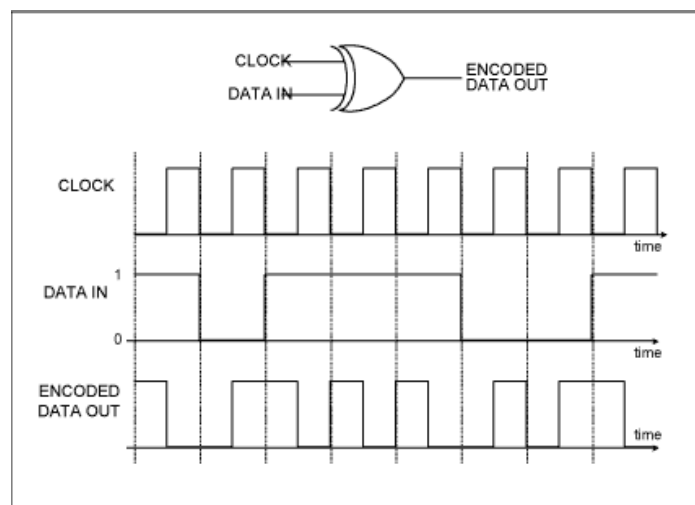 CLOCK
DATA IN
ENCODED
DATA OUT
CLOCK
time
DATA IN
1
0
time
ENCODED
DATA OUT
time